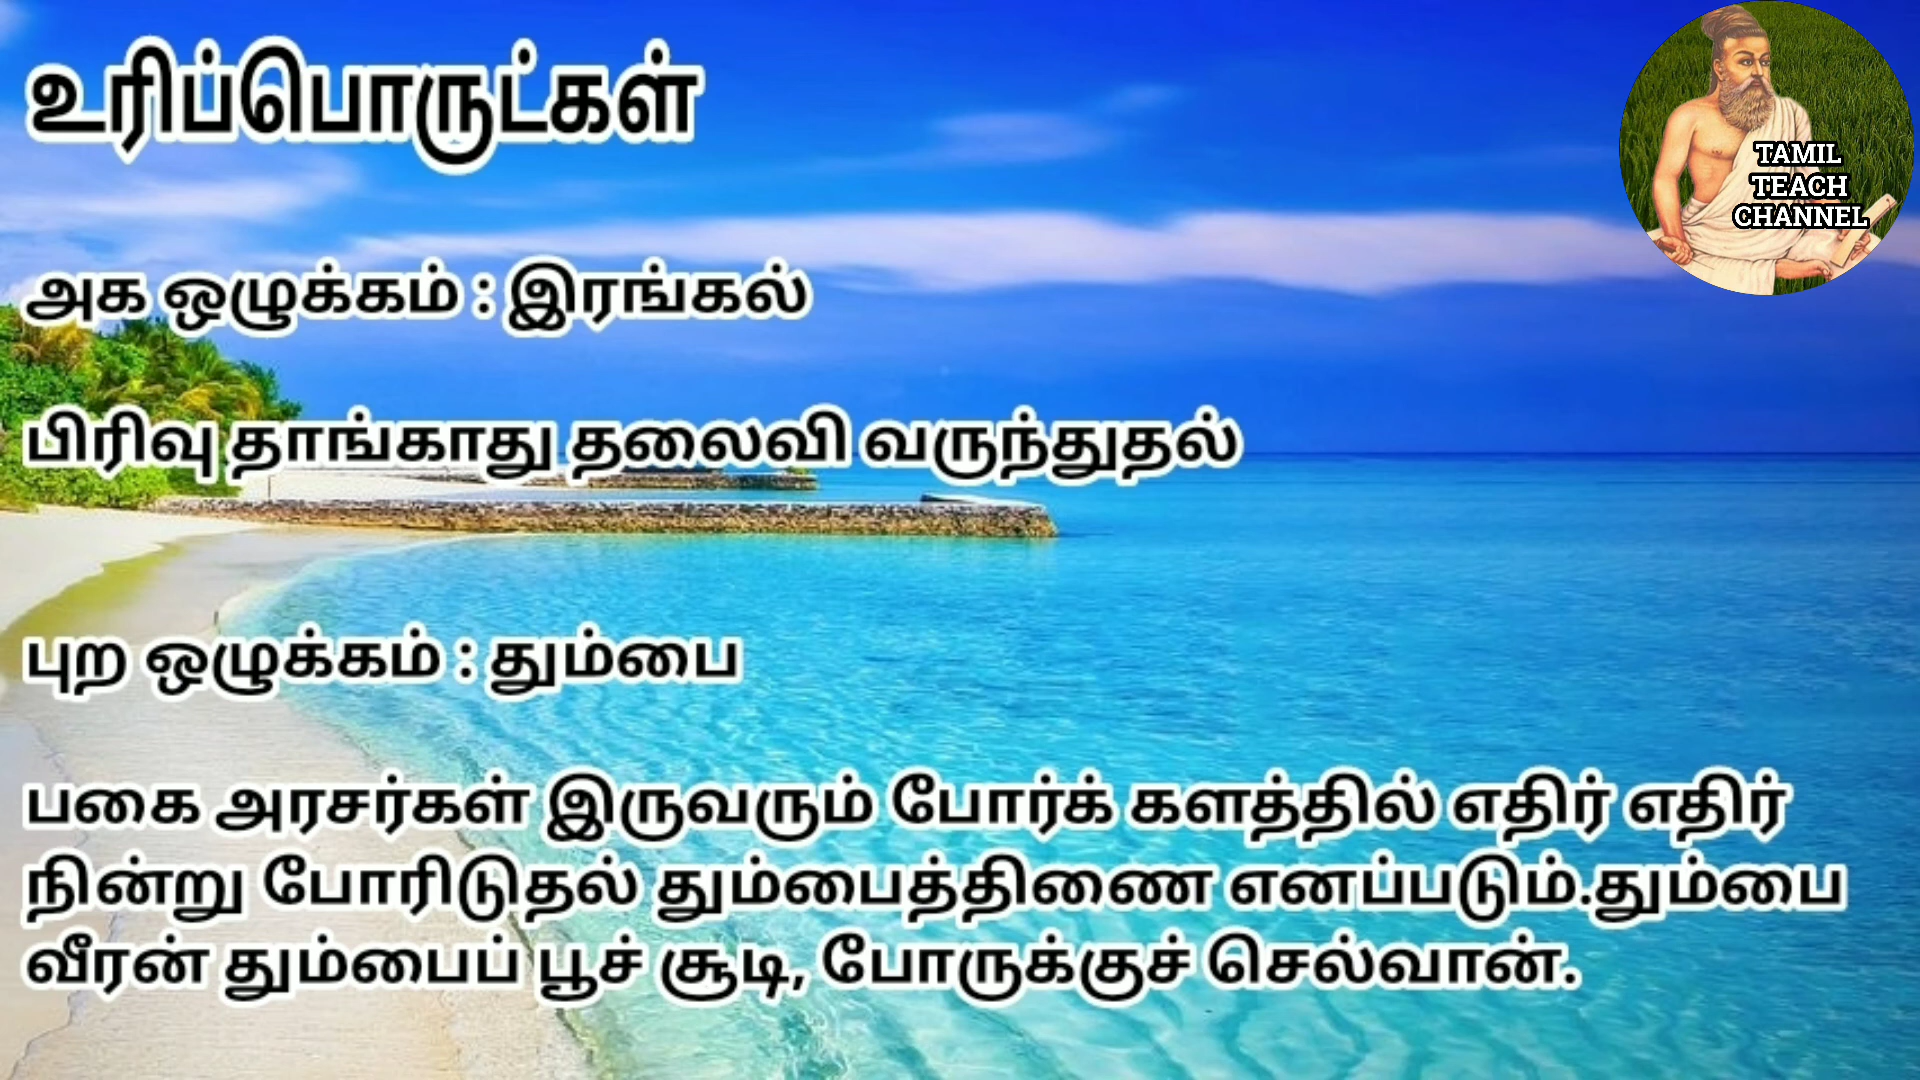 உரிப்பொருட்கள்
TAMIL
TEACH
CHANNEL
அக ஒழுக்கம் : இரங்கல்
பிரிவு தாங்காது தலைவி வருந்துதல்
புற ஒழுக்கம் : தும்பை
பகை அரசர்கள் இருவரும் போர்க் களத்தில் எதிர் எதிர்
நின்று போரிடுதல் தும்பைத்திணை எனப்படும்.தும்பை
வீரன் தும்பைப் பூச் சூடி, போருக்குச் செல்வான்.